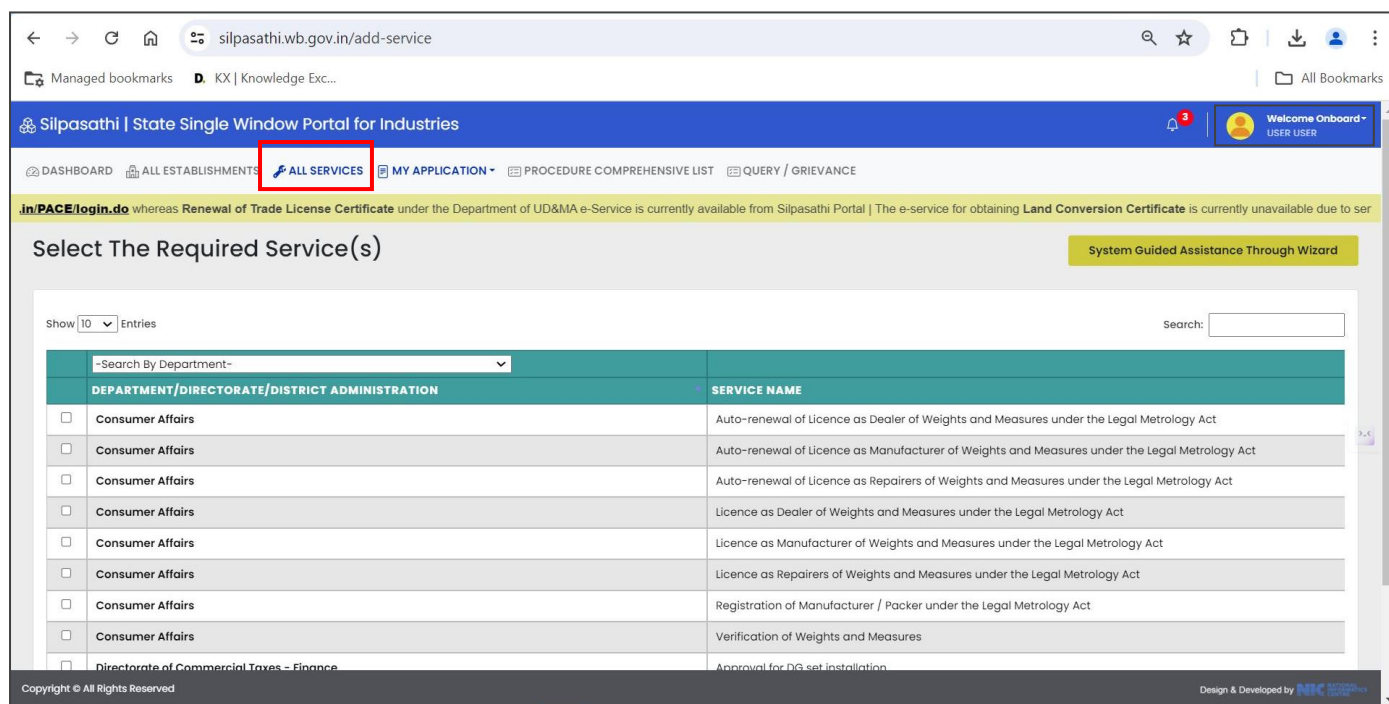 silpasathi.wb.gov.in/add-service
Managed bookmarks D. KX | Knowledge Exc... All Bookmarks
Silpasathi | State Single Window Portal for Industries 3 Welcome Onboard
USER USER
DASHBOARD ALL ESTABLISHMENTS ALL SERVICES MY APPLICATION PROCEDURE COMPREHENSIVE LIST QUERY / GRIEVANCE
.in/PACE/login.do whereas Renewal of Trade License Certificate under the Department of UD&MA e-Service is currently available from Silpasathi Portal | The e-service for obtaining Land Conversion Certificate is currently unavailable due to ser
Select The Required Service(s) System Guided Assistance Through Wizard
Show 10 Entries Search:
-Search By Department-
DEPARTMENT/DIRECTORATE/DISTRICT ADMINISTRATION SERVICE NAME
Consumer Affairs Auto-renewal of Licence as Dealer of Weights and Measures under the Legal Metrology Act
Consumer Affairs Auto-renewal of Licence as Manufacturer of Weights and Measures under the Legal Metrology Act
Consumer Affairs Auto-renewal of Licence as Repairers of Weights and Measures under the Legal Metrology Act
Consumer Affairs Licence as Dealer of Weights and Measures under the Legal Metrology Act
Consumer Affairs Licence as Manufacturer of Weights and Measures under the Legal Metrology Act
Consumer Affairs Licence as Repairers of Weights and Measures under the Legal Metrology Act
Consumer Affairs Registration of Manufacturer / Packer under the Legal Metrology Act
Consumer Affairs Verification of Weights and Measures
Directorate of Commercial Taxes - Finance Approval for DG set installation
Copyright © All Rights Reserved Design & Developed by NIC NATIONAL INFORMATICS CENTRE